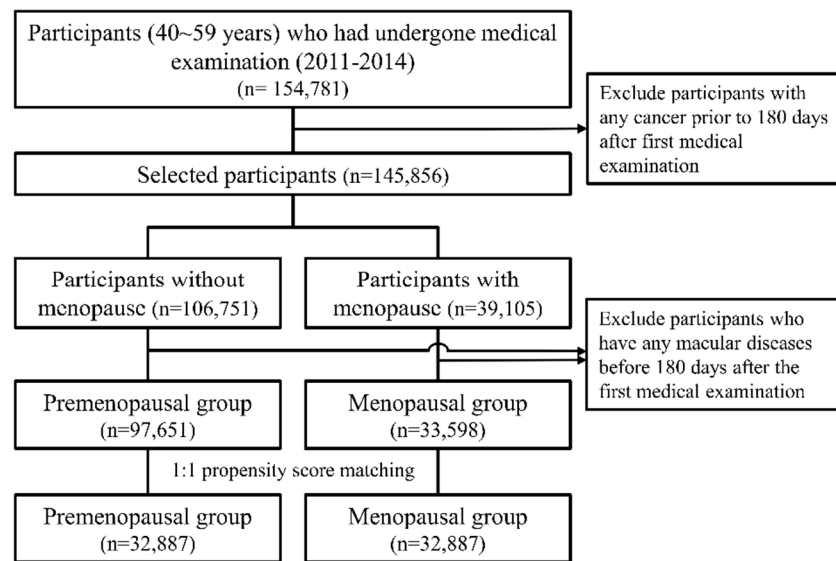 Participants (40~59 years) who had undergone medical
examination (2011-2014)
(n= 154,781)
Exclude participants with
any cancer prior to 180 days
after first medical
examination
Selected participants (n=145,856)
Participants without
menopause (n=106,751)
Participants with
menopause (n=39,105)
Exclude participants who
have any macular diseases
before 180 days after the
first medical examination
Premenopausal group
(n=97,651)
Menopausal group
(n=33,598)
1:1 propensity score matching
Premenopausal group
(n=32,887)
Menopausal group
(n=32,887)